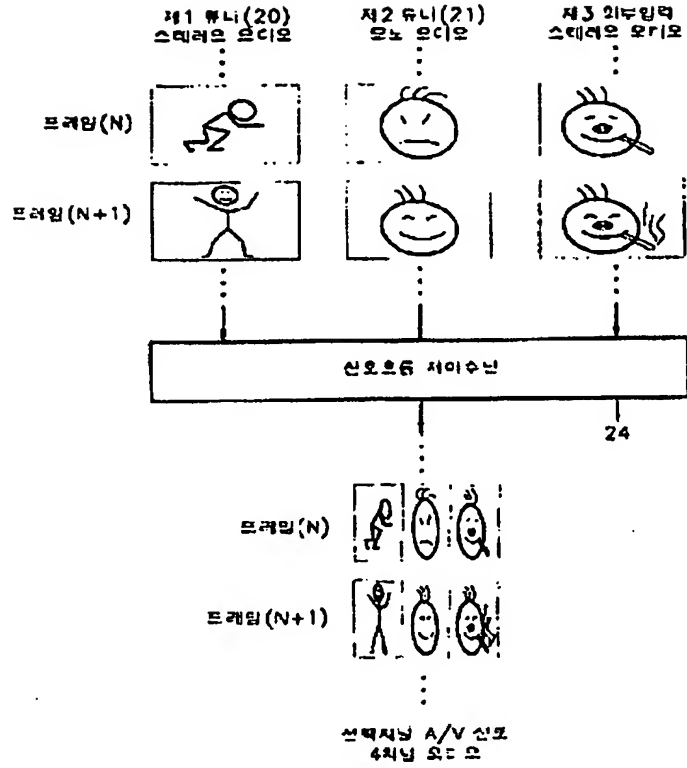 제1 튜너(20)
스테레오 오디오
제2 튜너(21)
모노 오디오
제3 외부입력
스테레오 오디오
프레임(N)
프레임(N+1)
신호흐름 제어수단
24
프레임(N)
프레임(N+1)
선택채널 A/V 신호
4채널 오디오